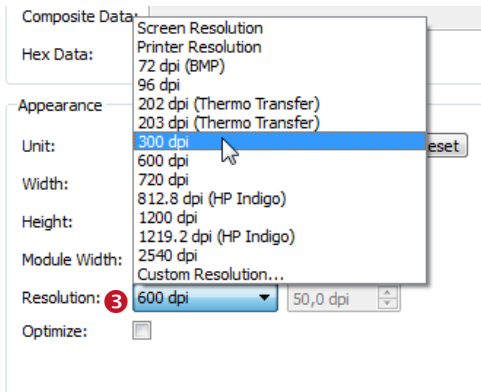 Composite Data:
Screen Resolution
Printer Resolution
Hex Data:
72 dpi (BMP)
96 dpi
Appearance
202 dpi (Thermo Transfer)
203 dpi (Thermo Transfer)
Unit:
300 dpi
eset
600 dpi
Width:
720 dpi
812.8 dpi (HP Indigo)
Height:
1200 dpi
1219.2 dpi (HP Indigo)
Module Width:
2540 dpi
Custom Resolution...
Resolution: 3 600 dpi 50,0 dpi
Optimize: